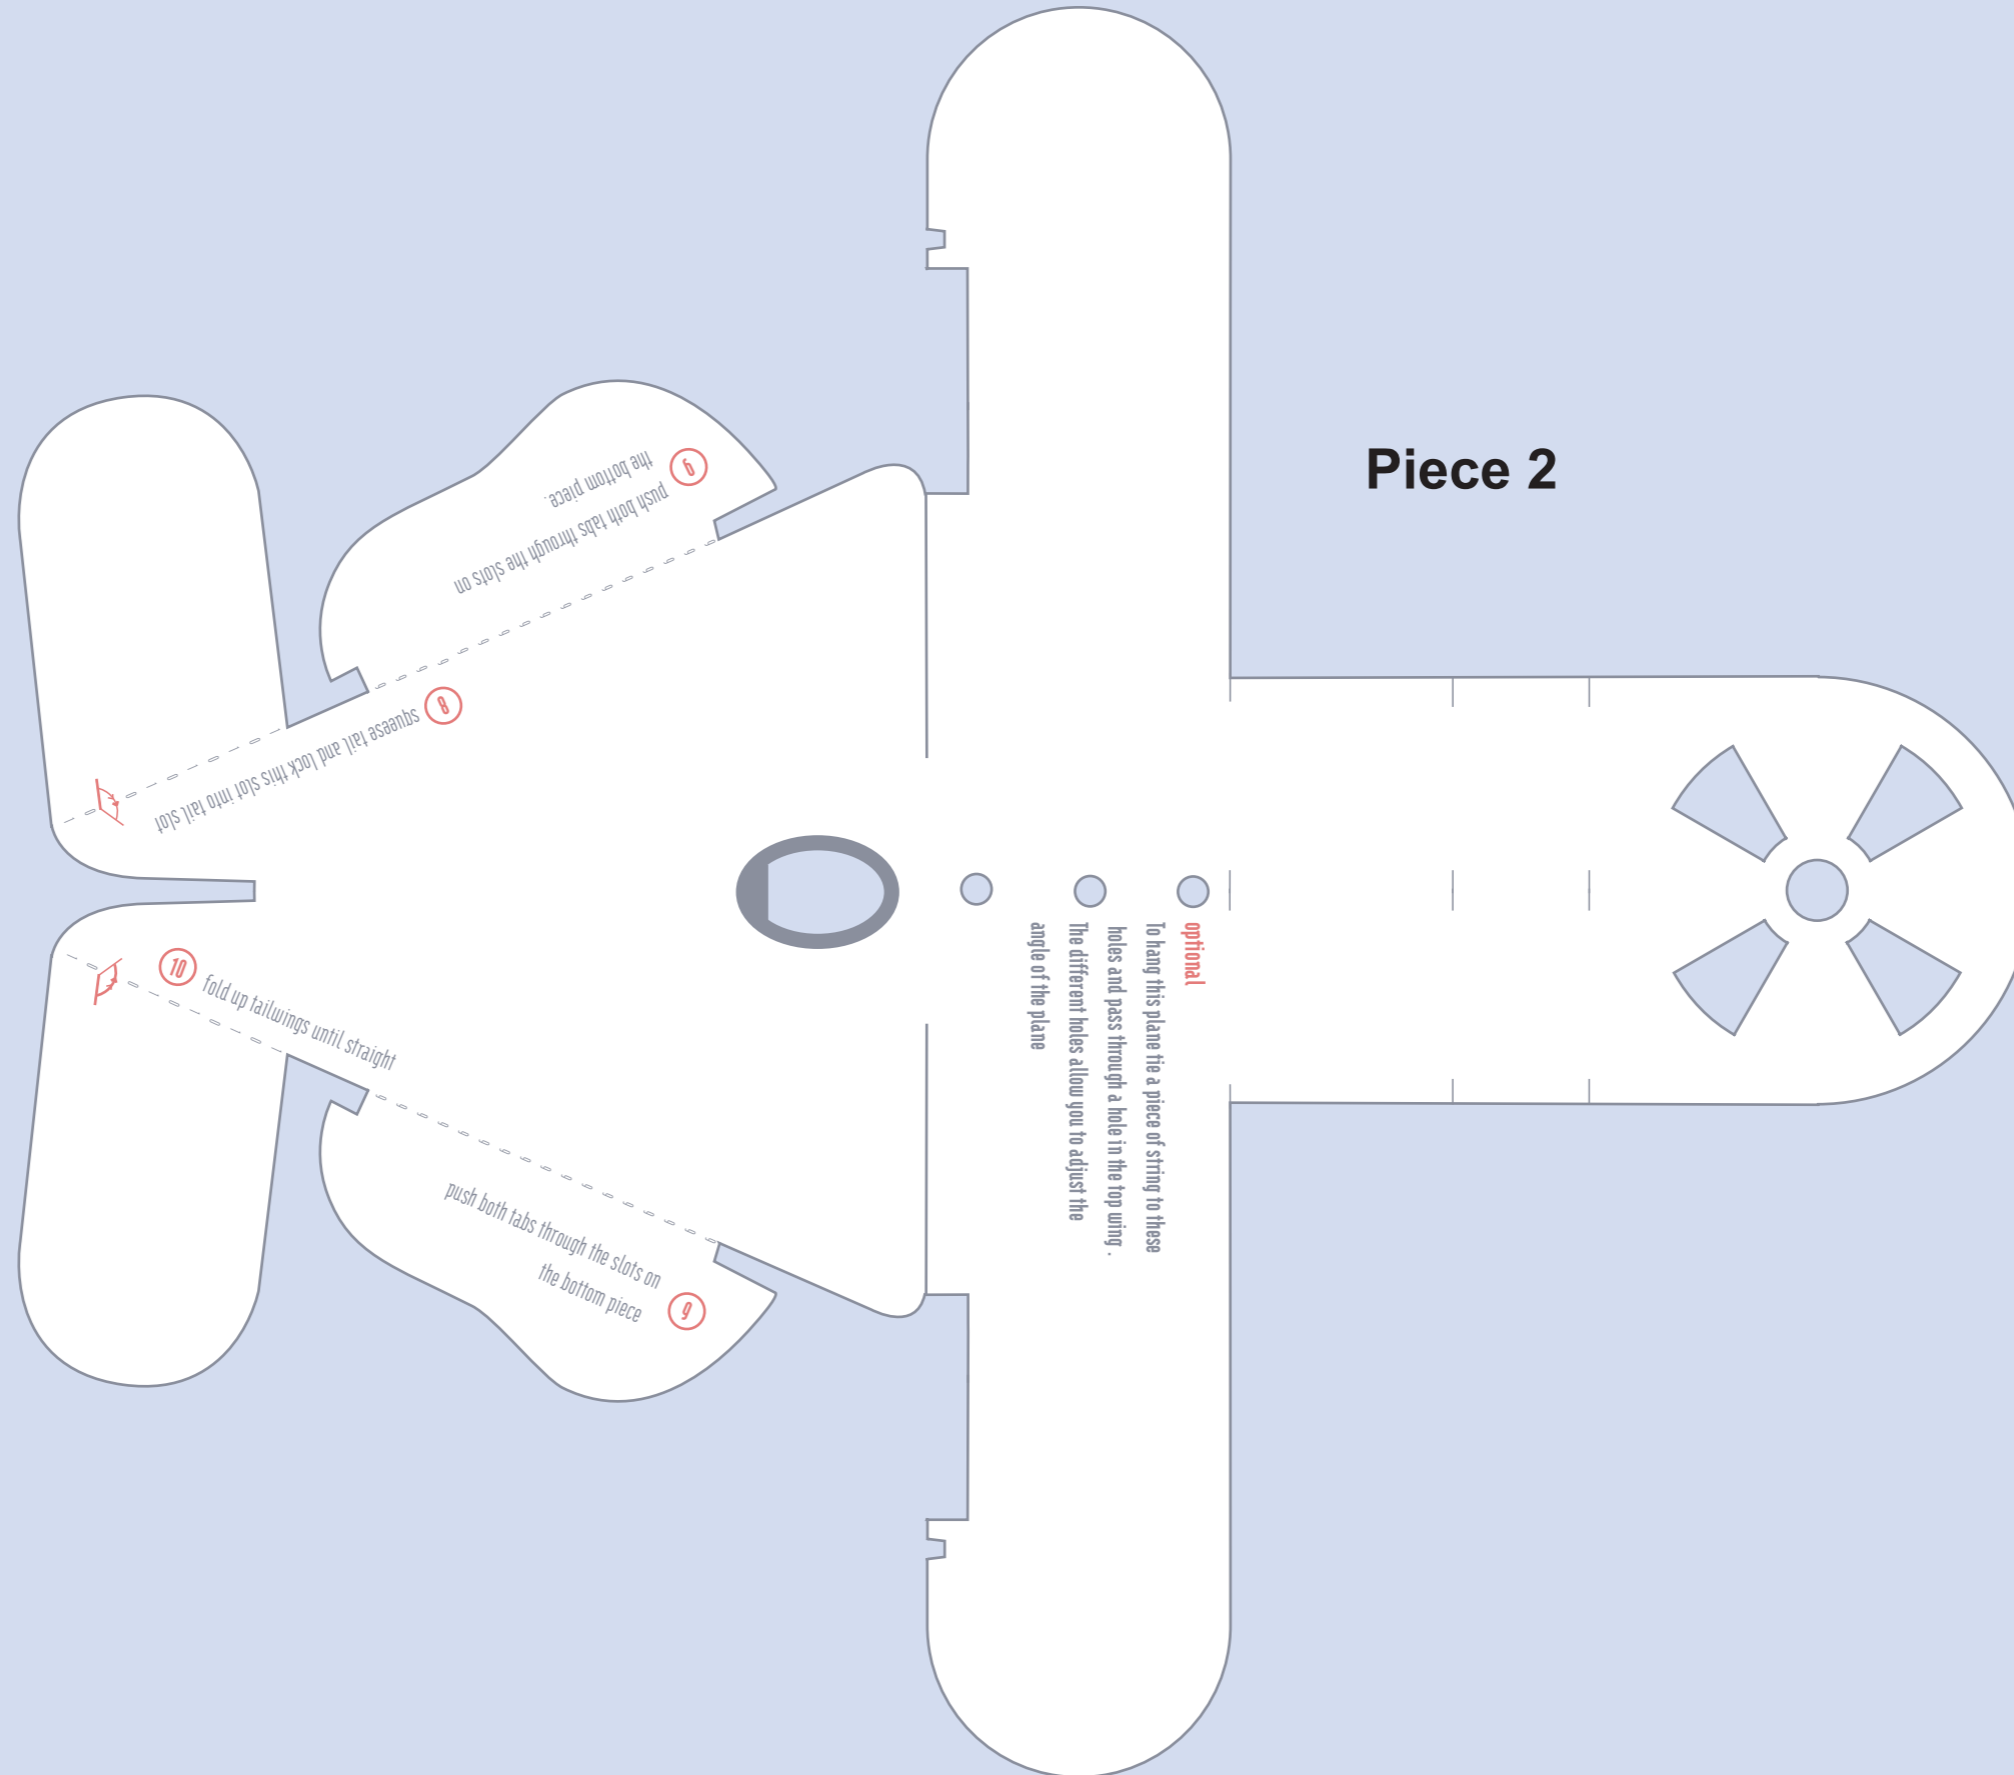 Piece 2
9
push both tabs through the slots on
the bottom piece.
8
squeese tail and lock this slot into tail slot
10
fold up tailwings until straight
push both tabs through the slots on
the bottom piece
9
optional
To hang this plane tie a piece of string to these
holes and pass through a hole in the top wing .
The different holes allow you to adjust the
angle of the plane